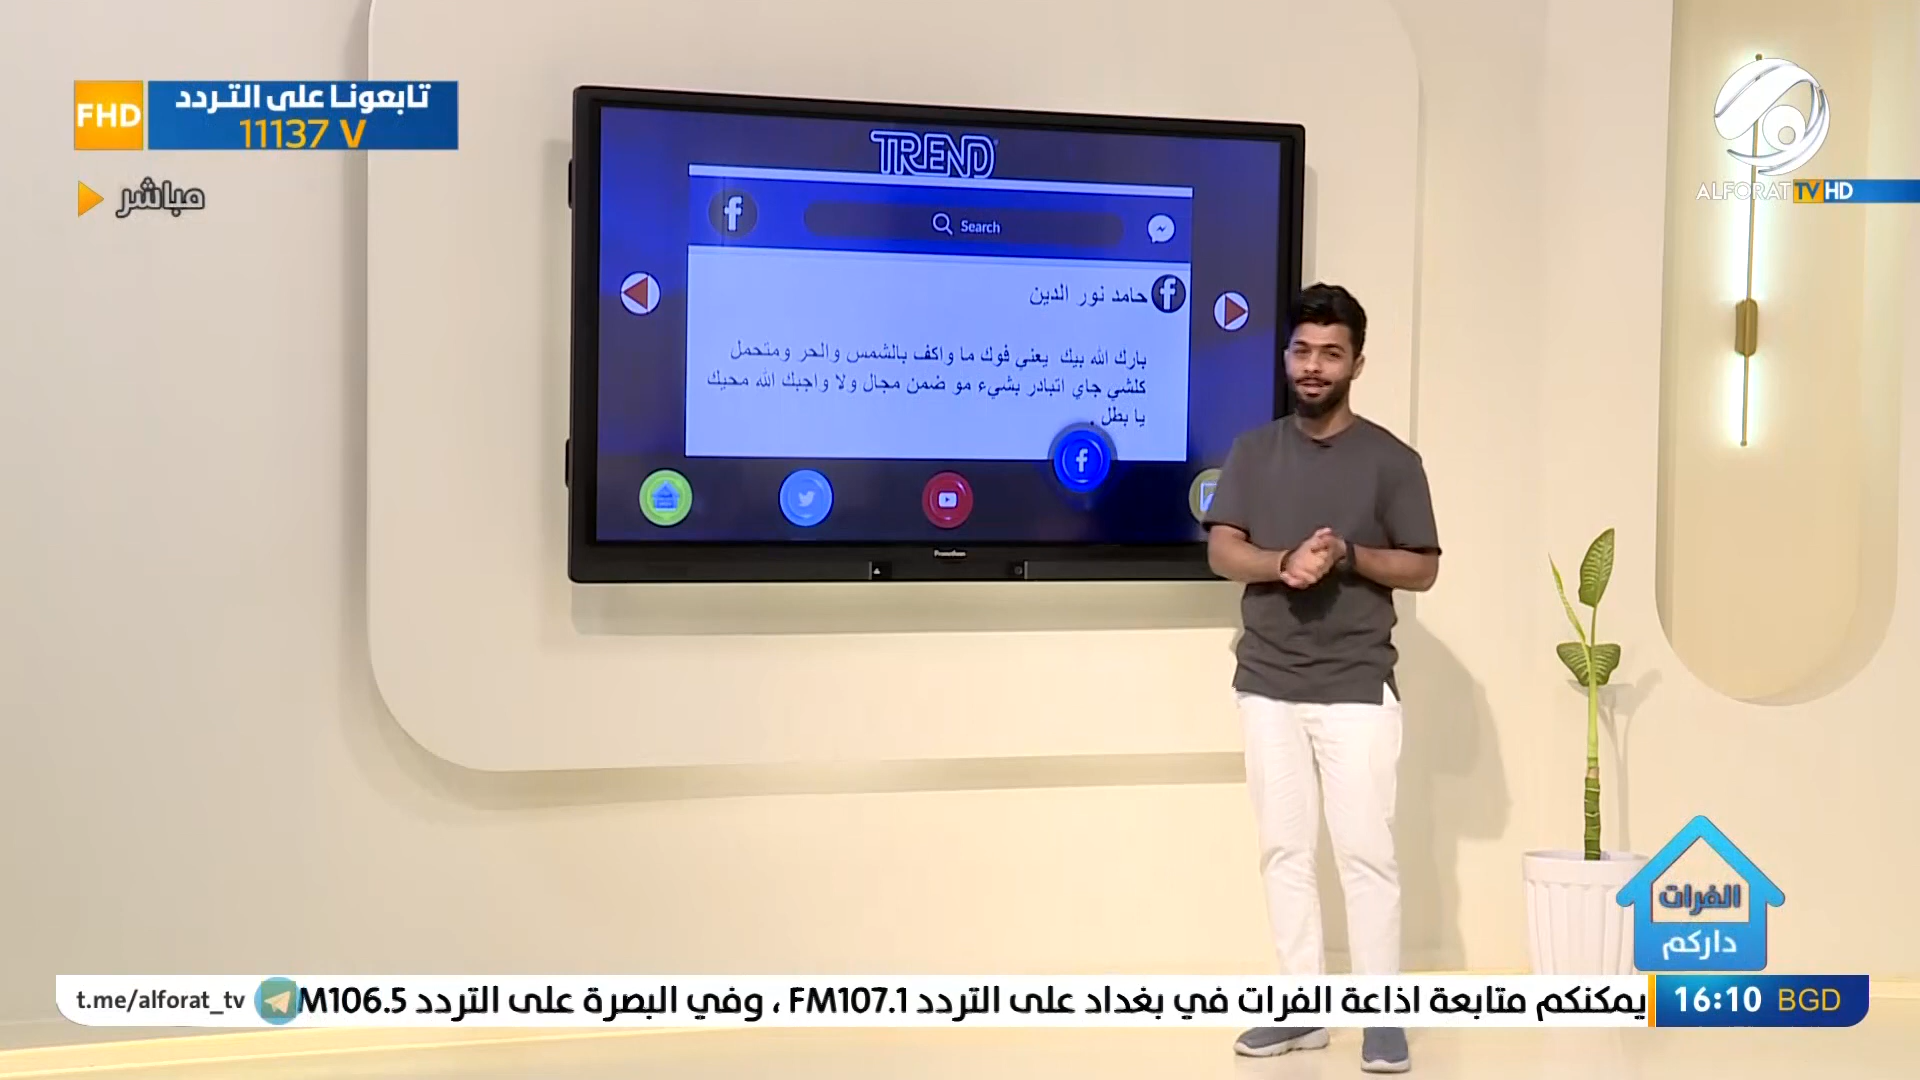 FHD
تابعونا على التردد
11137 V
مباشر
ALFORAT TV HD
TREND
Search
حامد نور الدين
بارك الله بيك يعني فوك ما واكف بالشمس والحر ومتحمل
كلشي جاي اتبادر بشيء مو ضمن مجال ولا واجبك الله محيك
يا بطل .
Promethean
الفرات
داركم
16:10 BGD
يمكنكم متابعة اذاعة الفرات في بغداد على التردد FM107.1 ، وفي البصرة على التردد M106.5
t.me/alforat_tv